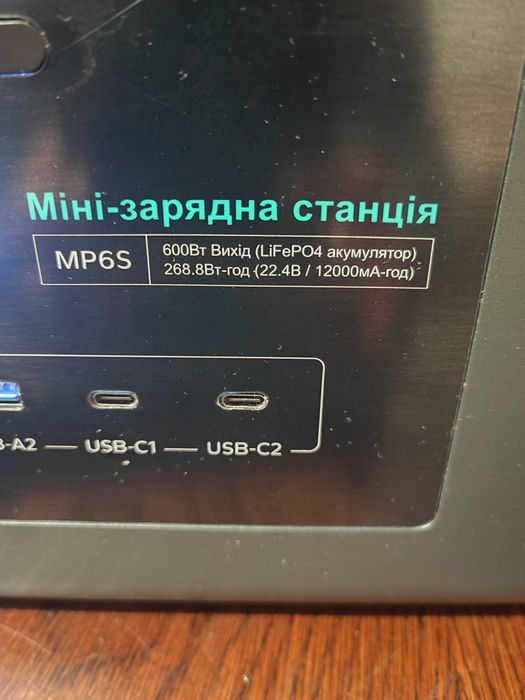 Міні-зарядна станція
MP6S
600Вт Вихід (LiFePO4 акумулятор)
268.8Вт-год (22.4В / 12000мА-год)
B-A2 — USB-C1 — USB-C2